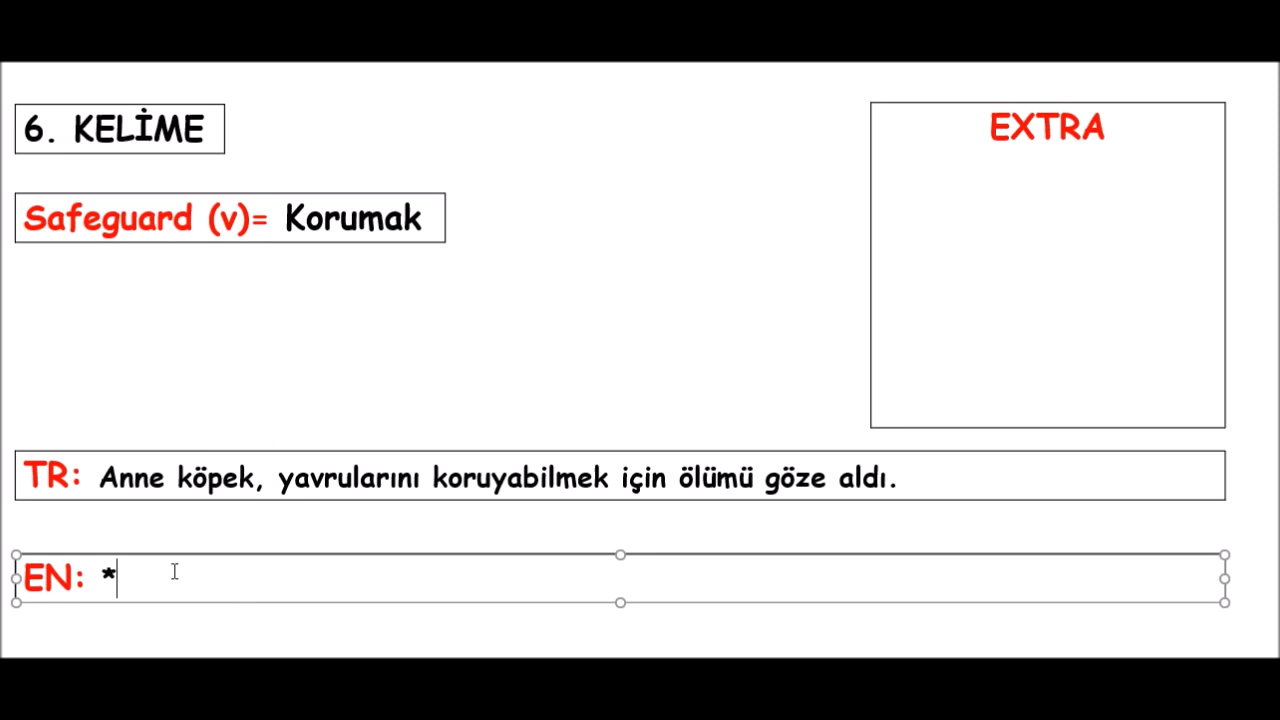 6. KELİME
EXTRA
Safeguard (v)= Korumak
TR: Anne köpek, yavrularını koruyabilmek için ölümü göze aldı.
EN: *